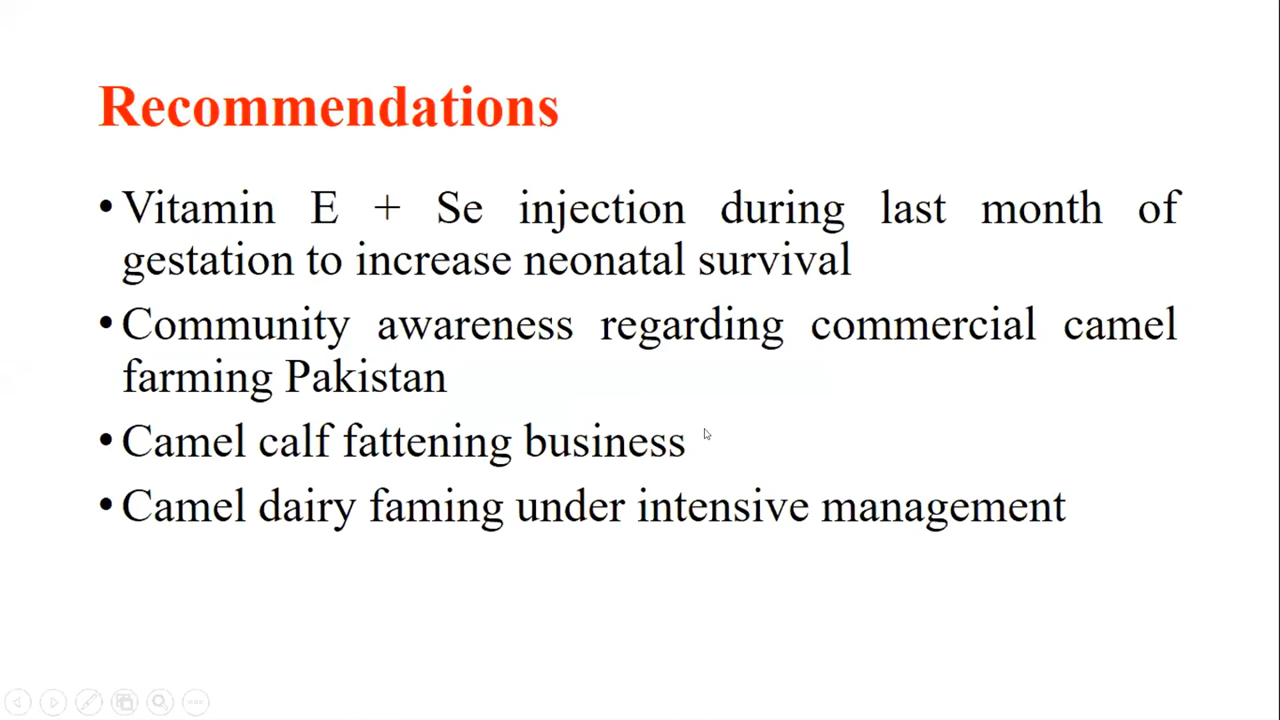 Recommendations
• Vitamin E + Se injection during last month of
gestation to increase neonatal survival
• Community awareness regarding commercial camel
farming Pakistan
• Camel calf fattening business
• Camel dairy faming under intensive management